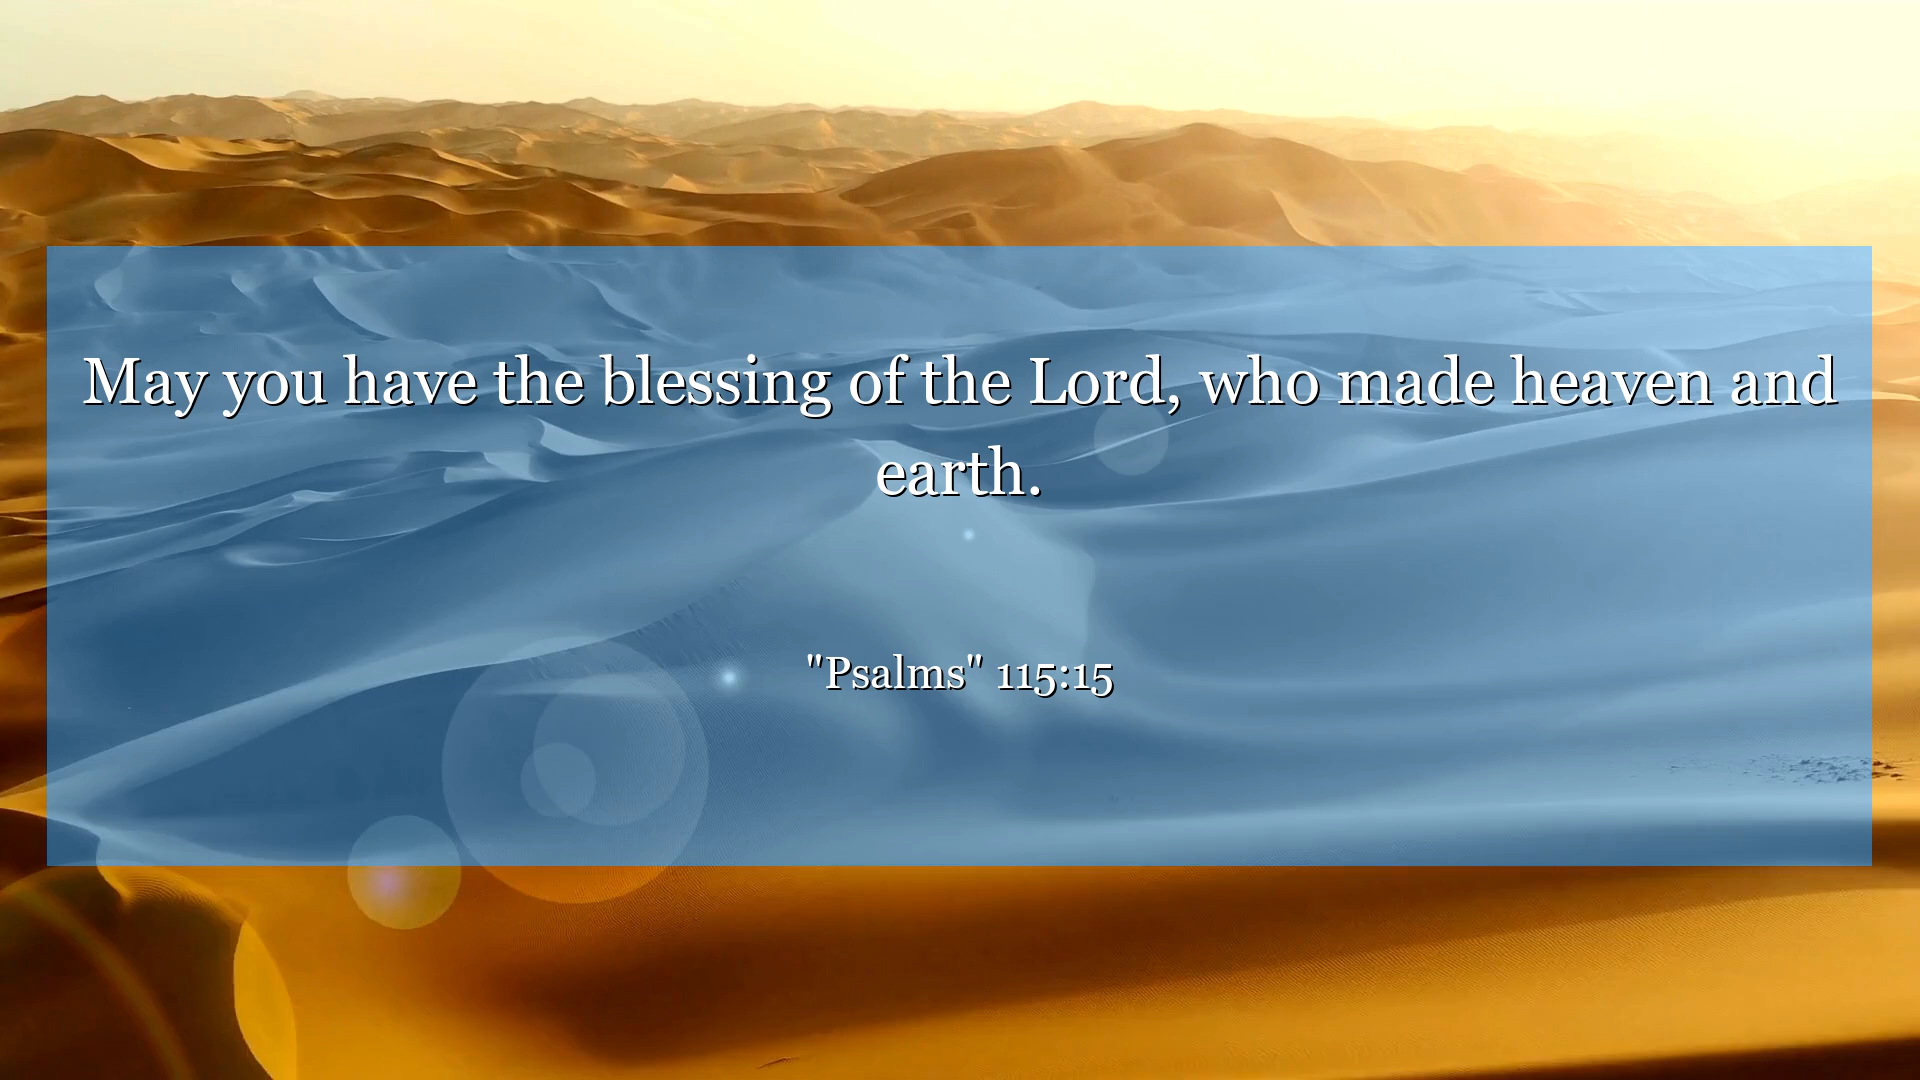 May you have the blessing of the Lord, who made heaven and
earth.
"Psalms" 115:15